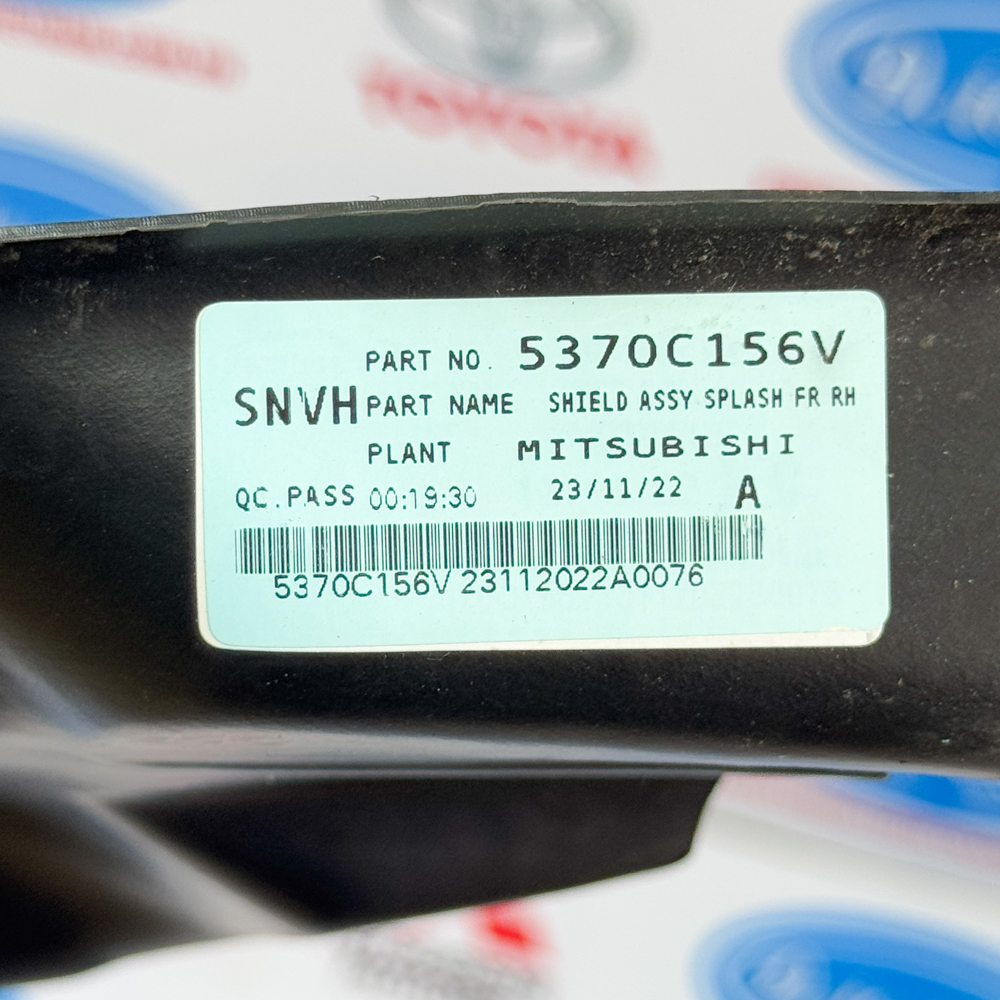 TOYOTA
PART NO. 5370C156V
SNVH PART NAME SHIELD ASSY SPLASH FR RH
PLANT MITSUBISHI
QC.PASS 00:19:30 23/11/22 A
5370C156V 23112022A0076